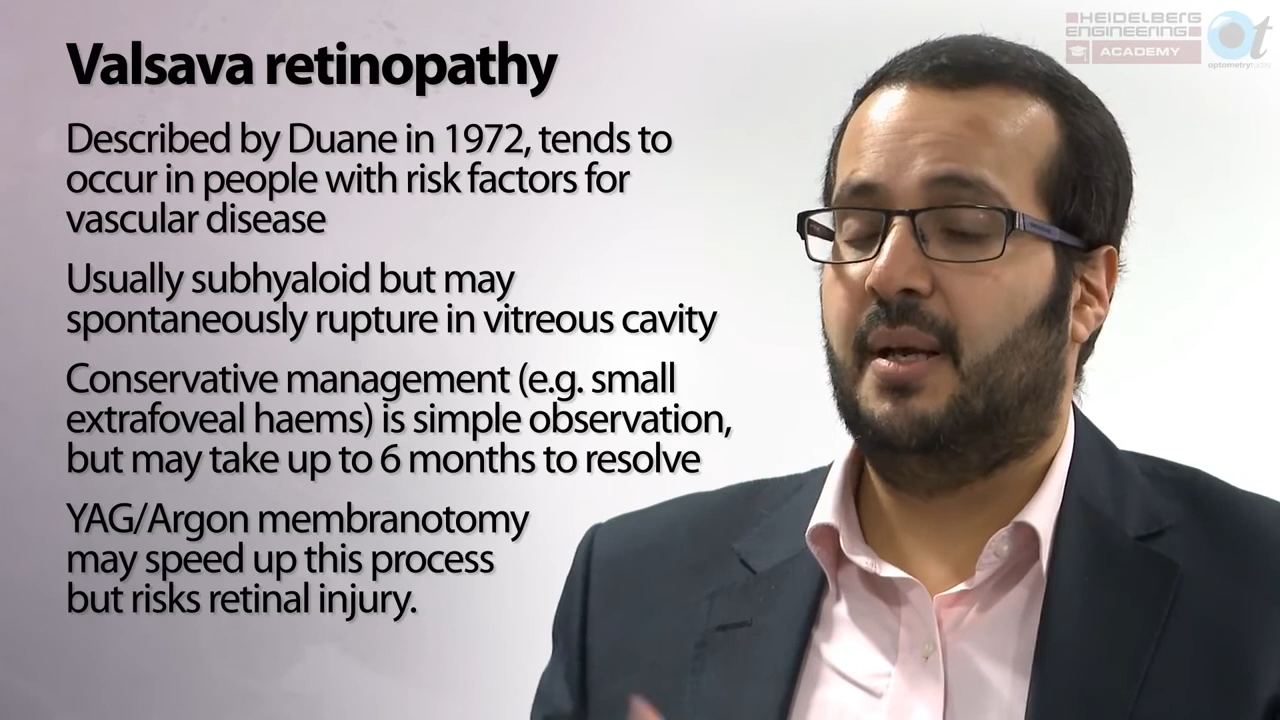 Valsava retinopathy
Described by Duane in 1972, tends to
occur in people with risk factors for
vascular disease
Usually subhyaloid but may
spontaneously rupture in vitreous cavity
Conservative management (e.g. small
extrafoveal haems) is simple observation,
but may take up to 6 months to resolve
YAG/Argon membranotomy
may speed up this process
but risks retinal injury.
HEIDELBERG
ENGINEERING
ACADEMY
ot
optometrytoday